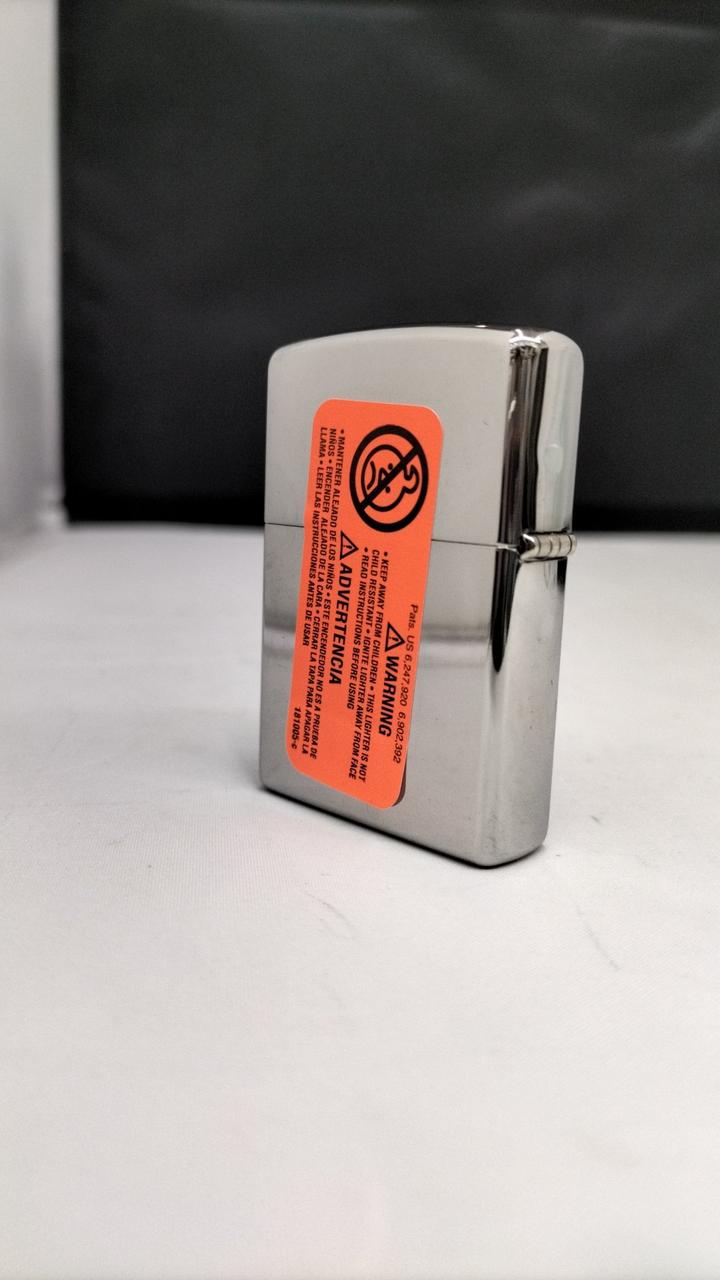 Pats. US 6,247,920  6,902,392
WARNING
• KEEP AWAY FROM CHILDREN • THIS LIGHTER IS NOT
CHILD RESISTANT • IGNITE LIGHTER AWAY FROM FACE
• READ INSTRUCTIONS BEFORE USING
ADVERTENCIA
• MANTENER ALEJADO DE LOS NIÑOS • ESTE ENCENDEDOR NO ES A PRUEBA DE
NIÑOS • ENCENDER ALEJADO DE LA CARA • CERRAR LA TAPA PARA APAGAR LA
LLAMA • LEER LAS INSTRUCCIONES ANTES DE USAR
181005-c